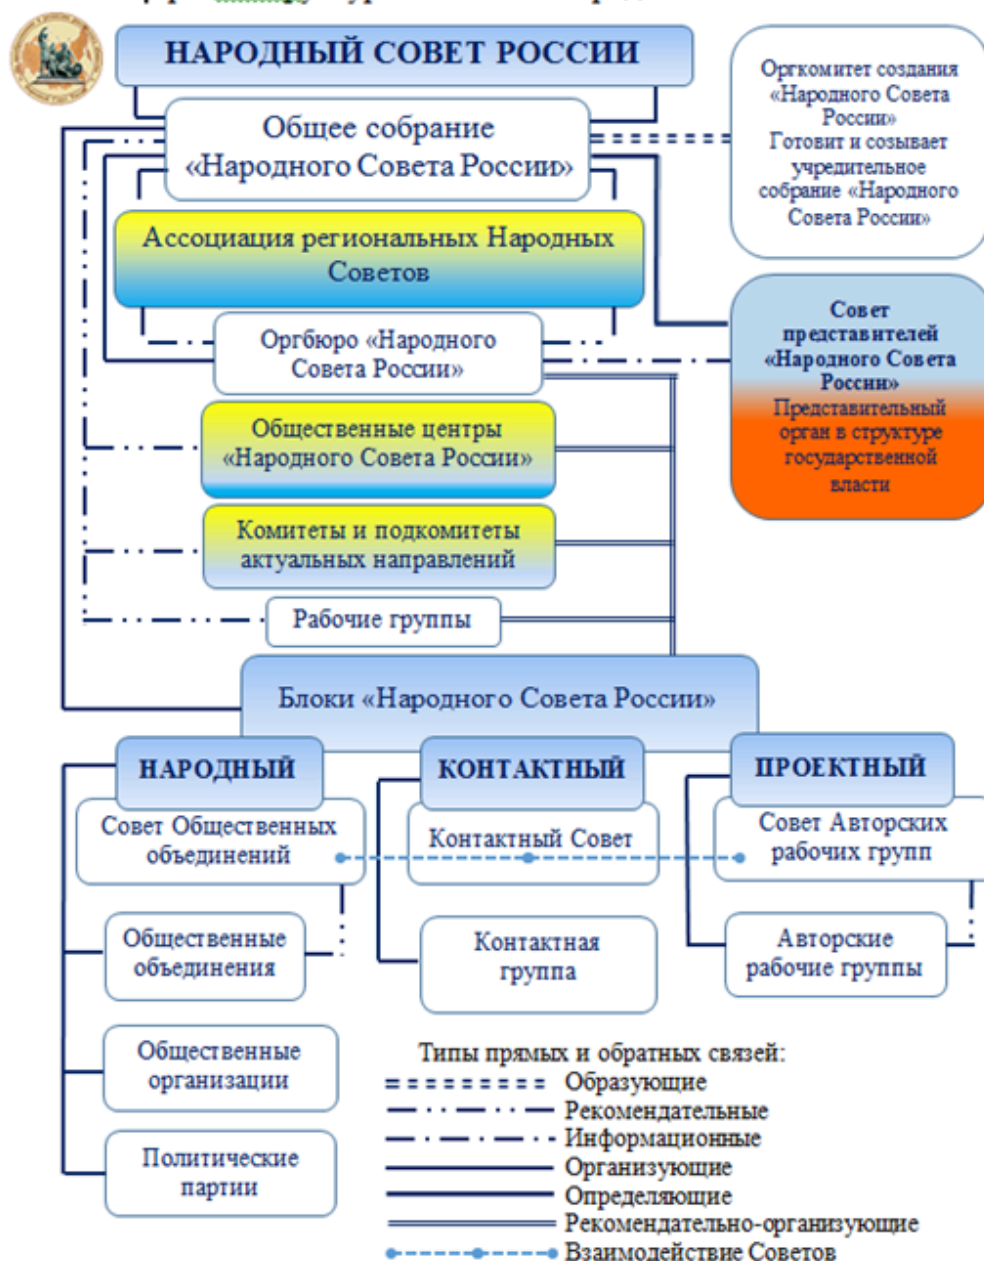 НАРОДНЫЙ СОВЕТ РОССИИ
Общее собрание
«Народного Совета России»
Оргкомитет создания
«Народного Совета
России»
Готовит и созывает
учредительное
собрание «Народного
Совета России»
Ассоциация региональных Народных
Советов
Оргбюро «Народного
Совета России»
Совет
представителей
«Народного Совета
России»
Представительный
орган в структуре
государственной
власти
Общественные центры
«Народного Совета России»
Комитеты и подкомитеты
актуальных направлений
Рабочие группы
Блоки «Народного Совета России»
НАРОДНЫЙ
Совет Общественных
объединений
Общественные
объединения
Общественные
организации
Политические
партии
КОНТАКТНЫЙ
Контактный Совет
Контактная
группа
ПРОЕКТНЫЙ
Совет Авторских
рабочих групп
Авторские
рабочие группы
Типы прямых и обратных связей:
Образующие
Рекомендательные
Информационные
Организующие
Определяющие
Рекомендательно-организующие
Взаимодействие Советов